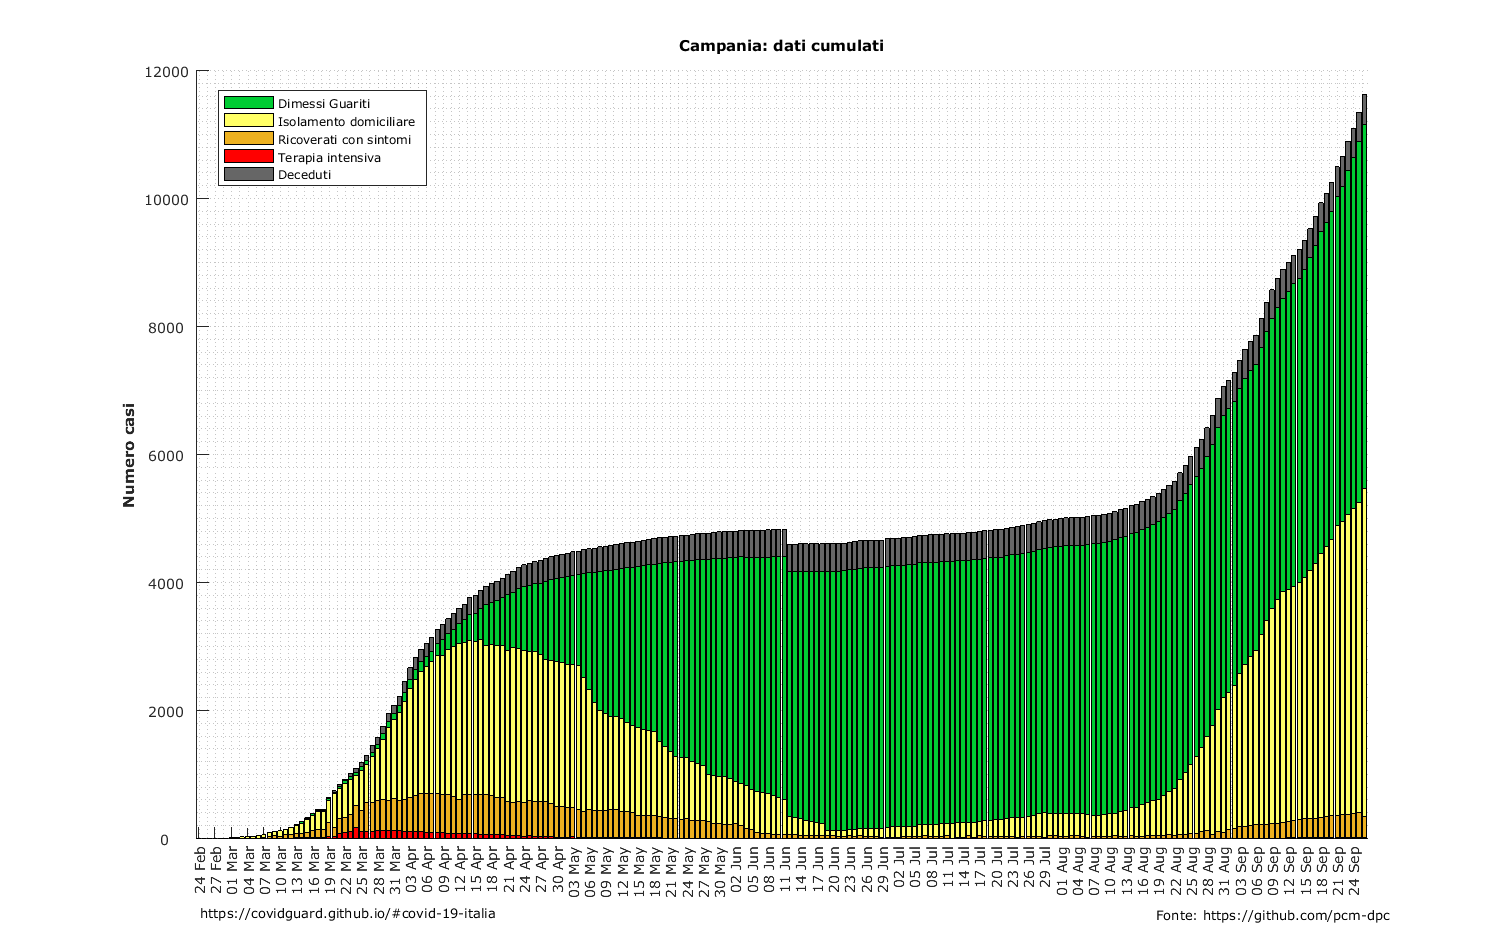 Campania: dati cumulati
12000
10000
8000
6000
4000
2000
0
Numero casi
Dimessi Guariti
Isolamento domiciliare
Ricoverati con sintomi
Terapia intensiva
Deceduti
24 Feb
27 Feb
01 Mar
04 Mar
07 Mar
10 Mar
13 Mar
16 Mar
19 Mar
22 Mar
25 Mar
28 Mar
31 Mar
03 Apr
06 Apr
09 Apr
12 Apr
15 Apr
18 Apr
21 Apr
24 Apr
27 Apr
30 Apr
03 May
06 May
09 May
12 May
15 May
18 May
21 May
24 May
27 May
30 May
02 Jun
05 Jun
08 Jun
11 Jun
14 Jun
17 Jun
20 Jun
23 Jun
26 Jun
29 Jun
02 Jul
05 Jul
08 Jul
11 Jul
14 Jul
17 Jul
20 Jul
23 Jul
26 Jul
29 Jul
01 Aug
04 Aug
07 Aug
10 Aug
13 Aug
16 Aug
19 Aug
22 Aug
25 Aug
28 Aug
31 Aug
03 Sep
06 Sep
09 Sep
12 Sep
15 Sep
18 Sep
21 Sep
24 Sep
https://covidguard.github.io/#covid-19-italia
Fonte: https://github.com/pcm-dpc